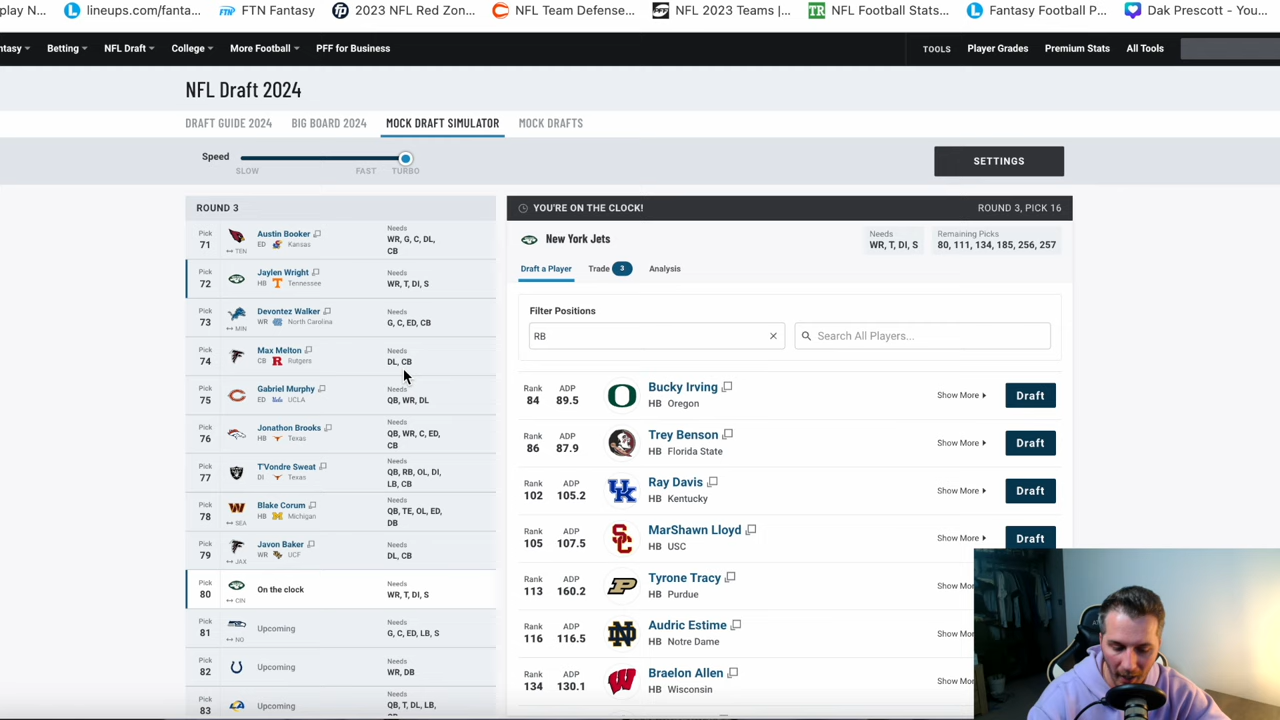 play N...
lineups.com/fanta...
FTN Fantasy
2023 NFL Red Zon...
NFL Team Defense...
NFL 2023 Teams |...
NFL Football Stats...
Fantasy Football P...
Dak Prescott - You...
ntasy
Betting
NFL Draft
College
More Football
PFF for Business
TOOLS
Player Grades
Premium Stats
All Tools
NFL Draft 2024
DRAFT GUIDE 2024
BIG BOARD 2024
MOCK DRAFT SIMULATOR
MOCK DRAFTS
Speed
SLOW
FAST
TURBO
SETTINGS
ROUND 3
Pick 71
TEN
Austin Booker
ED Kansas
Needs
WR, G, C, DL,
CB
Pick 72
Jaylen Wright
HB Tennessee
Needs
WR, T, DI, S
Pick 73
MIN
Devontez Walker
WR North Carolina
Needs
G, C, ED, CB
Pick 74
Max Melton
CB Rutgers
Needs
DL, CB
Pick 75
Gabriel Murphy
ED UCLA
Needs
QB, WR, DL
Pick 76
Jonathon Brooks
HB Texas
Needs
QB, WR, C, ED,
CB
Pick 77
T'Vondre Sweat
DI Texas
Needs
QB, RB, OL, DI,
LB, CB
Pick 78
SEA
Blake Corum
HB Michigan
Needs
QB, TE, OL, ED,
DB
Pick 79
JAX
Javon Baker
WR UCF
Needs
DL, CB
Pick 80
CIN
On the clock
Needs
WR, T, DI, S
Pick 81
NO
Upcoming
Needs
G, C, ED, LB, S
Pick 82
Upcoming
Needs
WR, DB
Pick 83
Upcoming
Needs
QB, T, DL, LB,
YOU'RE ON THE CLOCK!
ROUND 3, PICK 16
New York Jets
Needs
WR, T, DI, S
Remaining Picks
80, 111, 134, 185, 256, 257
Draft a Player
Trade 3
Analysis
Filter Positions
RB
Search All Players...
Rank 84
ADP 89.5
Bucky Irving
HB Oregon
Show More
Draft
Rank 86
ADP 87.9
Trey Benson
HB Florida State
Show More
Draft
Rank 102
ADP 105.2
Ray Davis
HB Kentucky
Show More
Draft
Rank 105
ADP 107.5
MarShawn Lloyd
HB USC
Show More
Draft
Rank 113
ADP 160.2
Tyrone Tracy
HB Purdue
Show Mor
Rank 116
ADP 116.5
Audric Estime
HB Notre Dame
Show Mor
Rank 134
ADP 130.1
Braelon Allen
HB Wisconsin
Show Mor